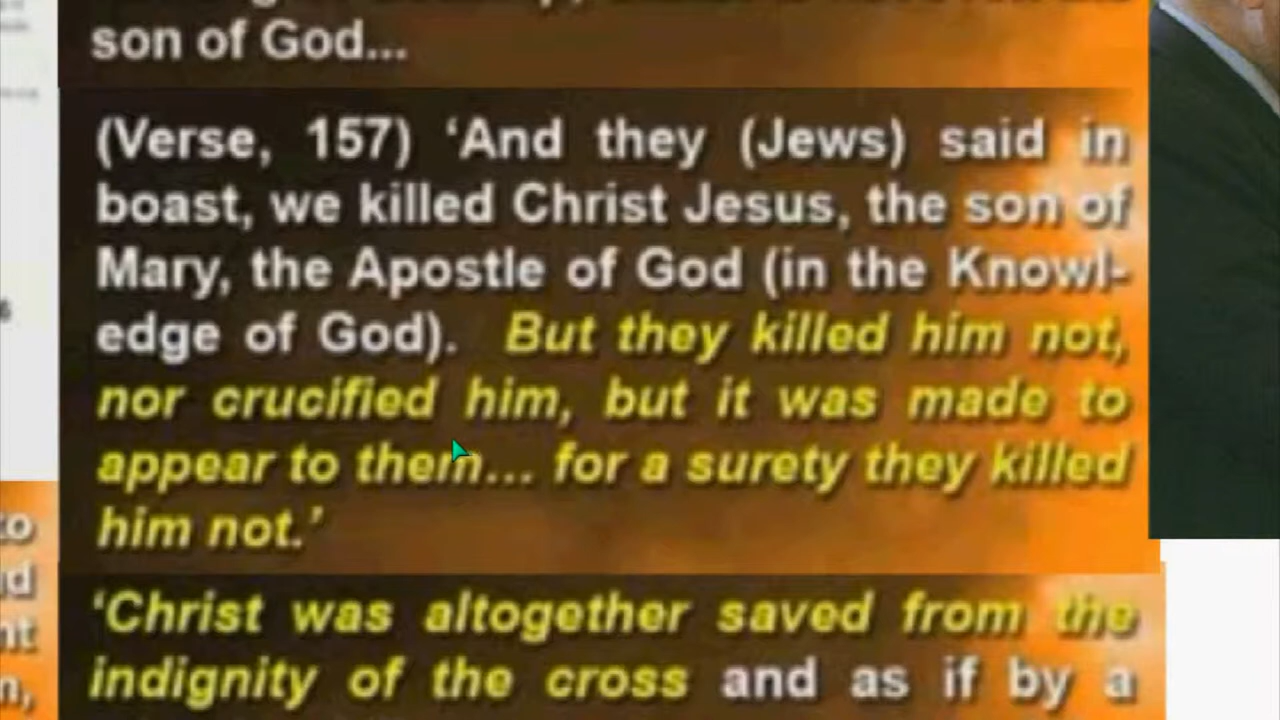 son of God...
(Verse, 157) ‘And they (Jews) said in
boast, we killed Christ Jesus, the son of
Mary, the Apostle of God (in the Knowl-
edge of God). But they killed him not,
nor crucified him, but it was made to
appear to them... for a surety they killed
him not.’
‘Christ was altogether saved from the
indignity of the cross and as if by a